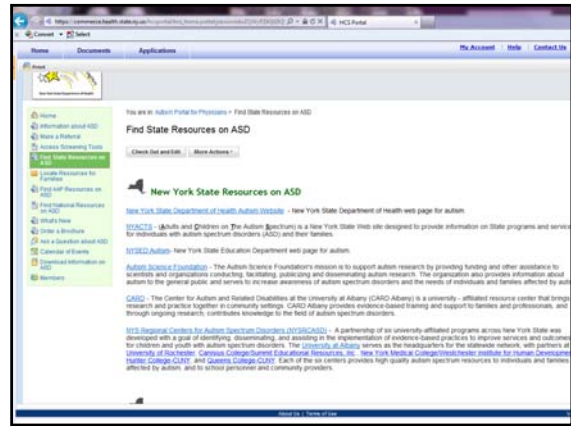 HCS Portal
Convert Select
Home Documents Applications My Account Help Contact Us
Print
You are in: Autism Portal for Physicians > Find State Resources on ASD
Find State Resources on ASD
Check Out and Edit More Actions
Home
Information about ASD
Make a Referral
Access Screening Tools
Find State Resources on ASD
Locate Resources for Families
Find AAP Resources on ASD
Find National Resources on ASD
What's New
Order a Brochure
Ask a Question about ASD
Calendar of Events
Download Information on ASD
Members
New York State Resources on ASD
New York State Department of Health Autism Website - New York State Department of Health web page for autism.
NYACTS - (Adults and Children on The Autism Spectrum) is a New York State Web site designed to provide information on State programs and service
for individuals with autism spectrum disorders (ASD) and their families.
NYSED Autism- New York State Education Department web page for autism.
Autism Science Foundation - The Autism Science Foundation's mission is to support autism research by providing funding and other assistance to
scientists and organizations conducting, facilitating, publicizing and disseminating autism research. The organization also provides information about
autism to the general public and serves to increase awareness of autism spectrum disorders and the needs of individuals and families affected by auti
CARD - The Center for Autism and Related Disabilities at the University at Albany (CARD Albany) is a university - affiliated resource center that brings
research and practice together in community settings. CARD Albany provides evidence-based training and support to families and professionals, and
through ongoing research, contributes knowledge to the field of autism spectrum disorders.
NYS Regional Centers for Autism Spectrum Disorders (NYSRCASD) - A partnership of six university-affiliated programs across New York State was
developed with a goal of identifying, disseminating, and assisting in the implementation of evidence-based practices to improve services and outcomes
for children and youth with autism spectrum disorders. The University at Albany serves as the headquarters for the statewide network, with partners at
University of Rochester, Canisius College/Summit Educational Resources, Inc., New York Medical College/Westchester Institute for Human Developmen
Hunter College-CUNY, and Queens College-CUNY. Each of the six centers provides high quality autism spectrum resources to individuals and families
affected by autism, and to school personnel and community providers.
About Us | Terms of Use